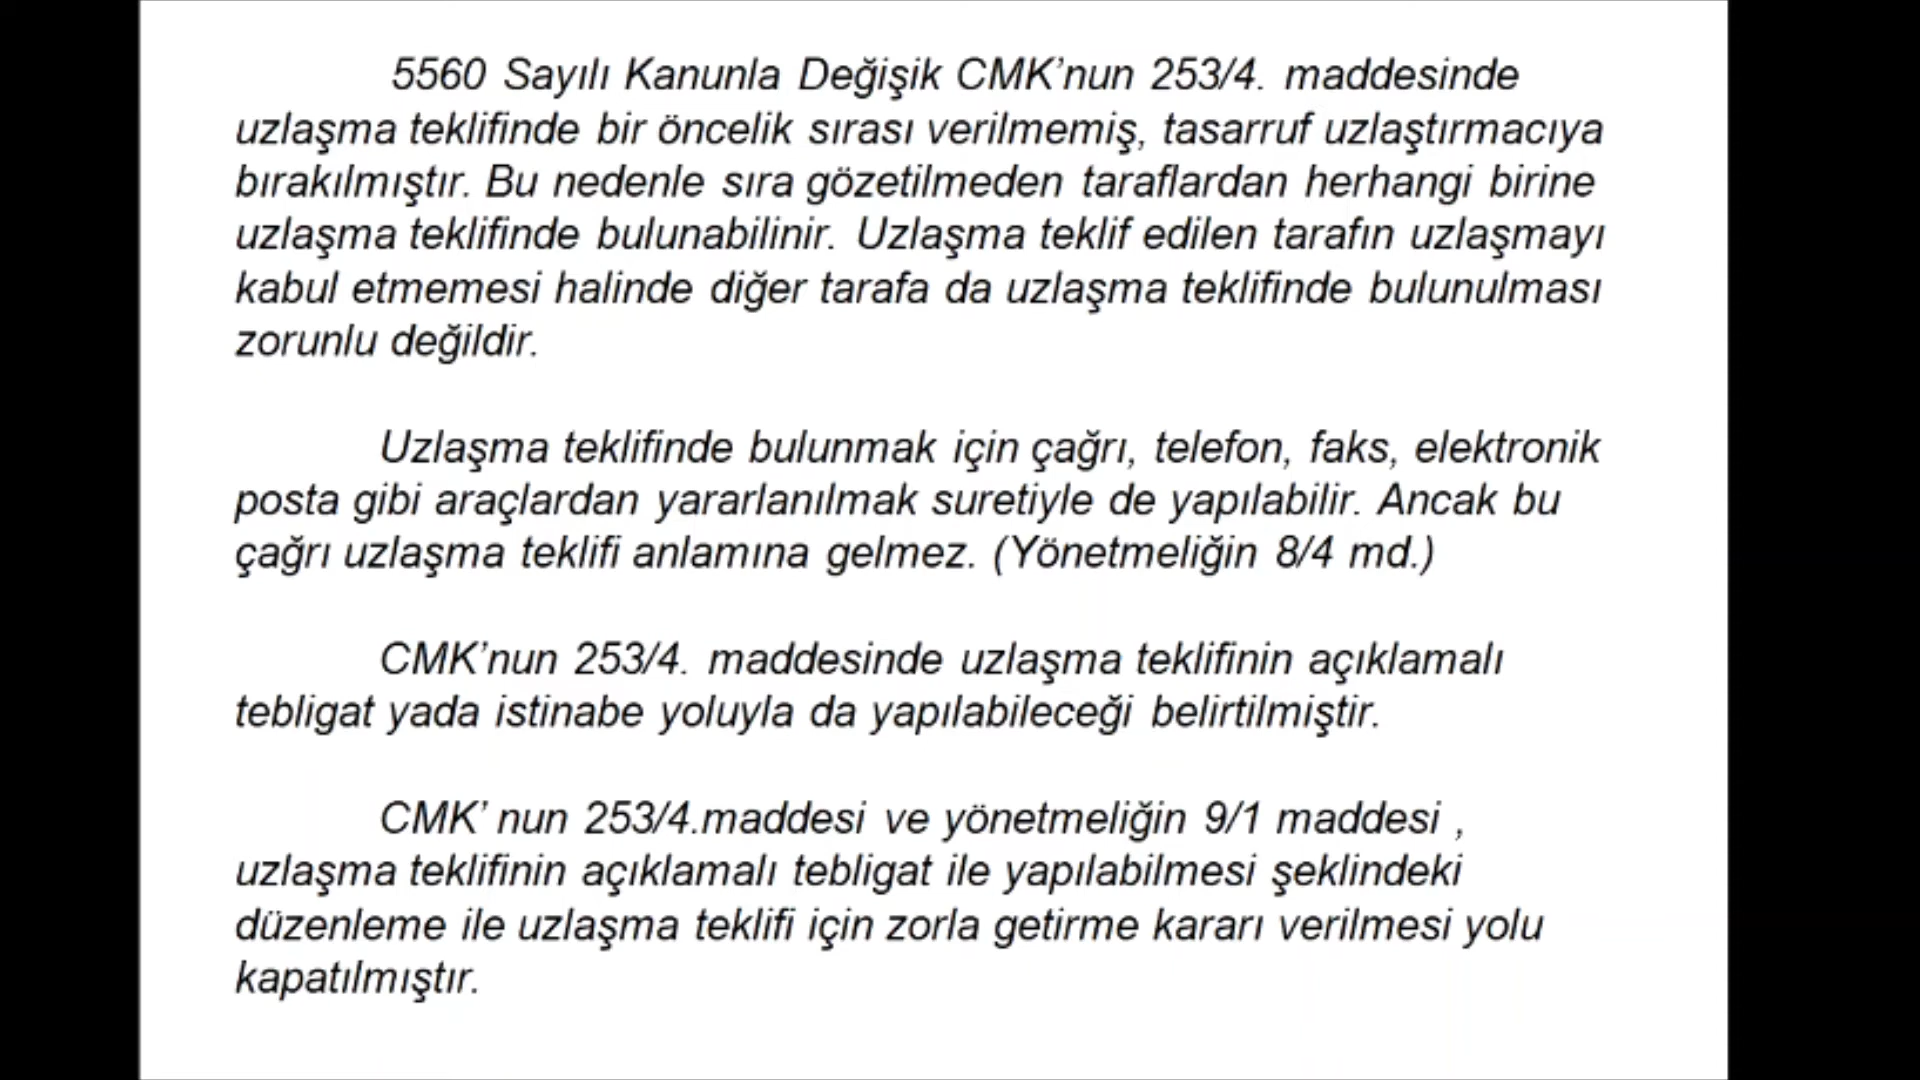 5560 Sayılı Kanunla Değişik CMK’nun 253/4. maddesinde
uzlaşma teklifinde bir öncelik sırası verilmemiş, tasarruf uzlaştırmacıya
bırakılmıştır. Bu nedenle sıra gözetilmeden taraflardan herhangi birine
uzlaşma teklifinde bulunabilinir. Uzlaşma teklif edilen tarafın uzlaşmayı
kabul etmemesi halinde diğer tarafa da uzlaşma teklifinde bulunulması
zorunlu değildir.
Uzlaşma teklifinde bulunmak için çağrı, telefon, faks, elektronik
posta gibi araçlardan yararlanılmak suretiyle de yapılabilir. Ancak bu
çağrı uzlaşma teklifi anlamına gelmez. (Yönetmeliğin 8/4 md.)
CMK’nun 253/4. maddesinde uzlaşma teklifinin açıklamalı
tebligat yada istinabe yoluyla da yapılabileceği belirtilmiştir.
CMK’ nun 253/4.maddesi ve yönetmeliğin 9/1 maddesi ,
uzlaşma teklifinin açıklamalı tebligat ile yapılabilmesi şeklindeki
düzenleme ile uzlaşma teklifi için zorla getirme kararı verilmesi yolu
kapatılmıştır.